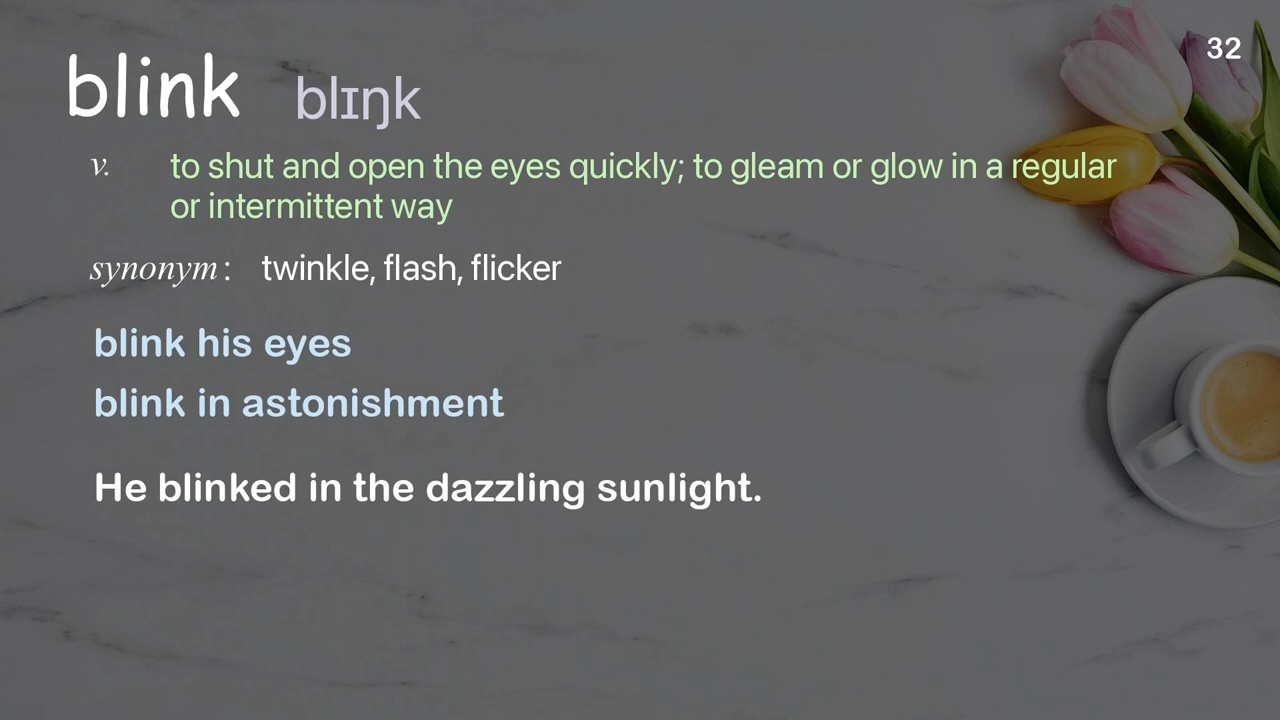 32
blink blɪŋk
v. to shut and open the eyes quickly; to gleam or glow in a regular
or intermittent way
synonym: twinkle, flash, flicker
blink his eyes
blink in astonishment
He blinked in the dazzling sunlight.